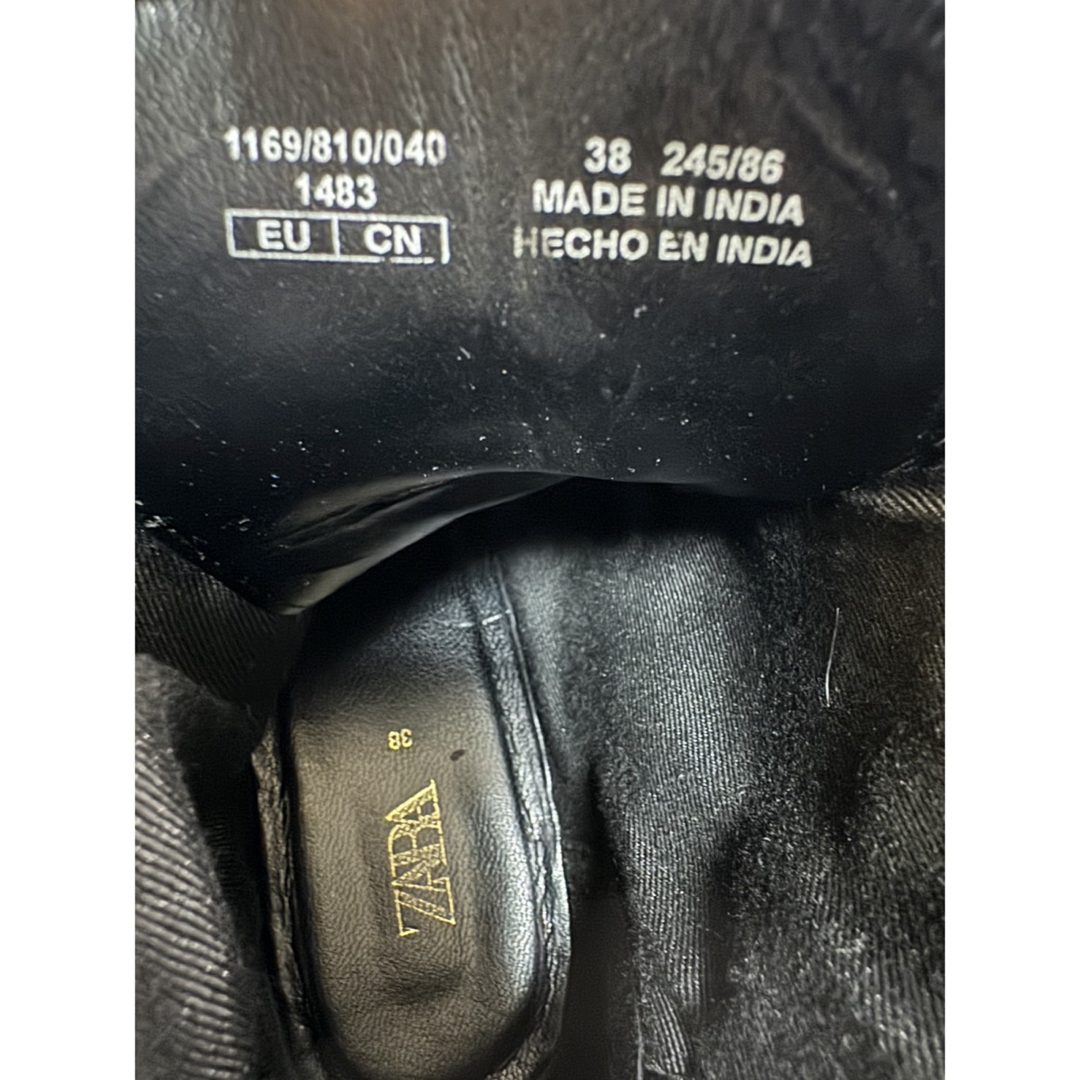 1169/810/040
1483
EU CN
38 245/86
MADE IN INDIA
HECHO EN INDIA
38
ZARA